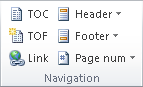 TOC Header
TOF Footer
Link Page num
Navigation